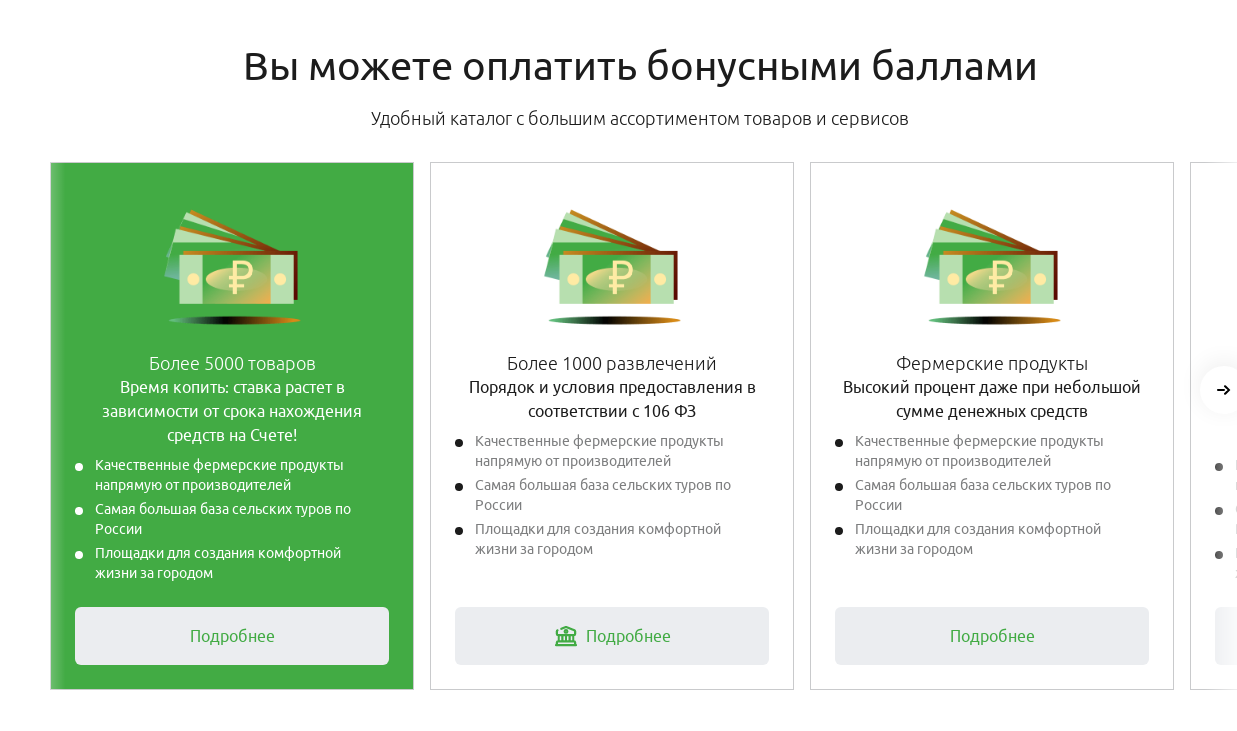 Вы можете оплатить бонусными баллами
Удобный каталог с большим ассортиментом товаров и сервисов
Более 5000 товаров
Время копить: ставка растет в
зависимости от срока нахождения
средств на Счете!
Качественные фермерские продукты
напрямую от производителей
Самая большая база сельских туров по
России
Площадки для создания комфортной
жизни за городом
Подробнее
Более 1000 развлечений
Порядок и условия предоставления в
соответствии с 106 ФЗ
Качественные фермерские продукты
напрямую от производителей
Самая большая база сельских туров по
России
Площадки для создания комфортной
жизни за городом
Подробнее
Фермерские продукты
Высокий процент даже при небольшой
сумме денежных средств
Качественные фермерские продукты
напрямую от производителей
Самая большая база сельских туров по
России
Площадки для создания комфортной
жизни за городом
Подробнее